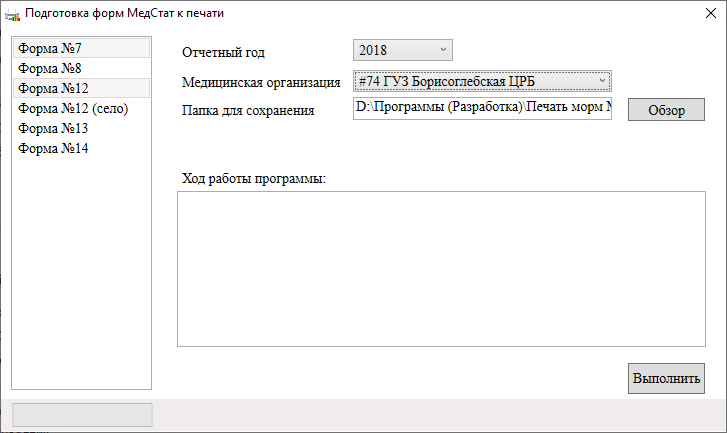 Подготовка форм МедСтат к печати
Форма №7
Форма №8
Форма №12
Форма №12 (село)
Форма №13
Форма №14
Отчетный год
2018
Медицинская организация
#74 ГУЗ Борисоглебская ЦРБ
Папка для сохранения
D:\Программы (Разработка)\Печать морм М
Обзор
Ход работы программы:
Выполнить